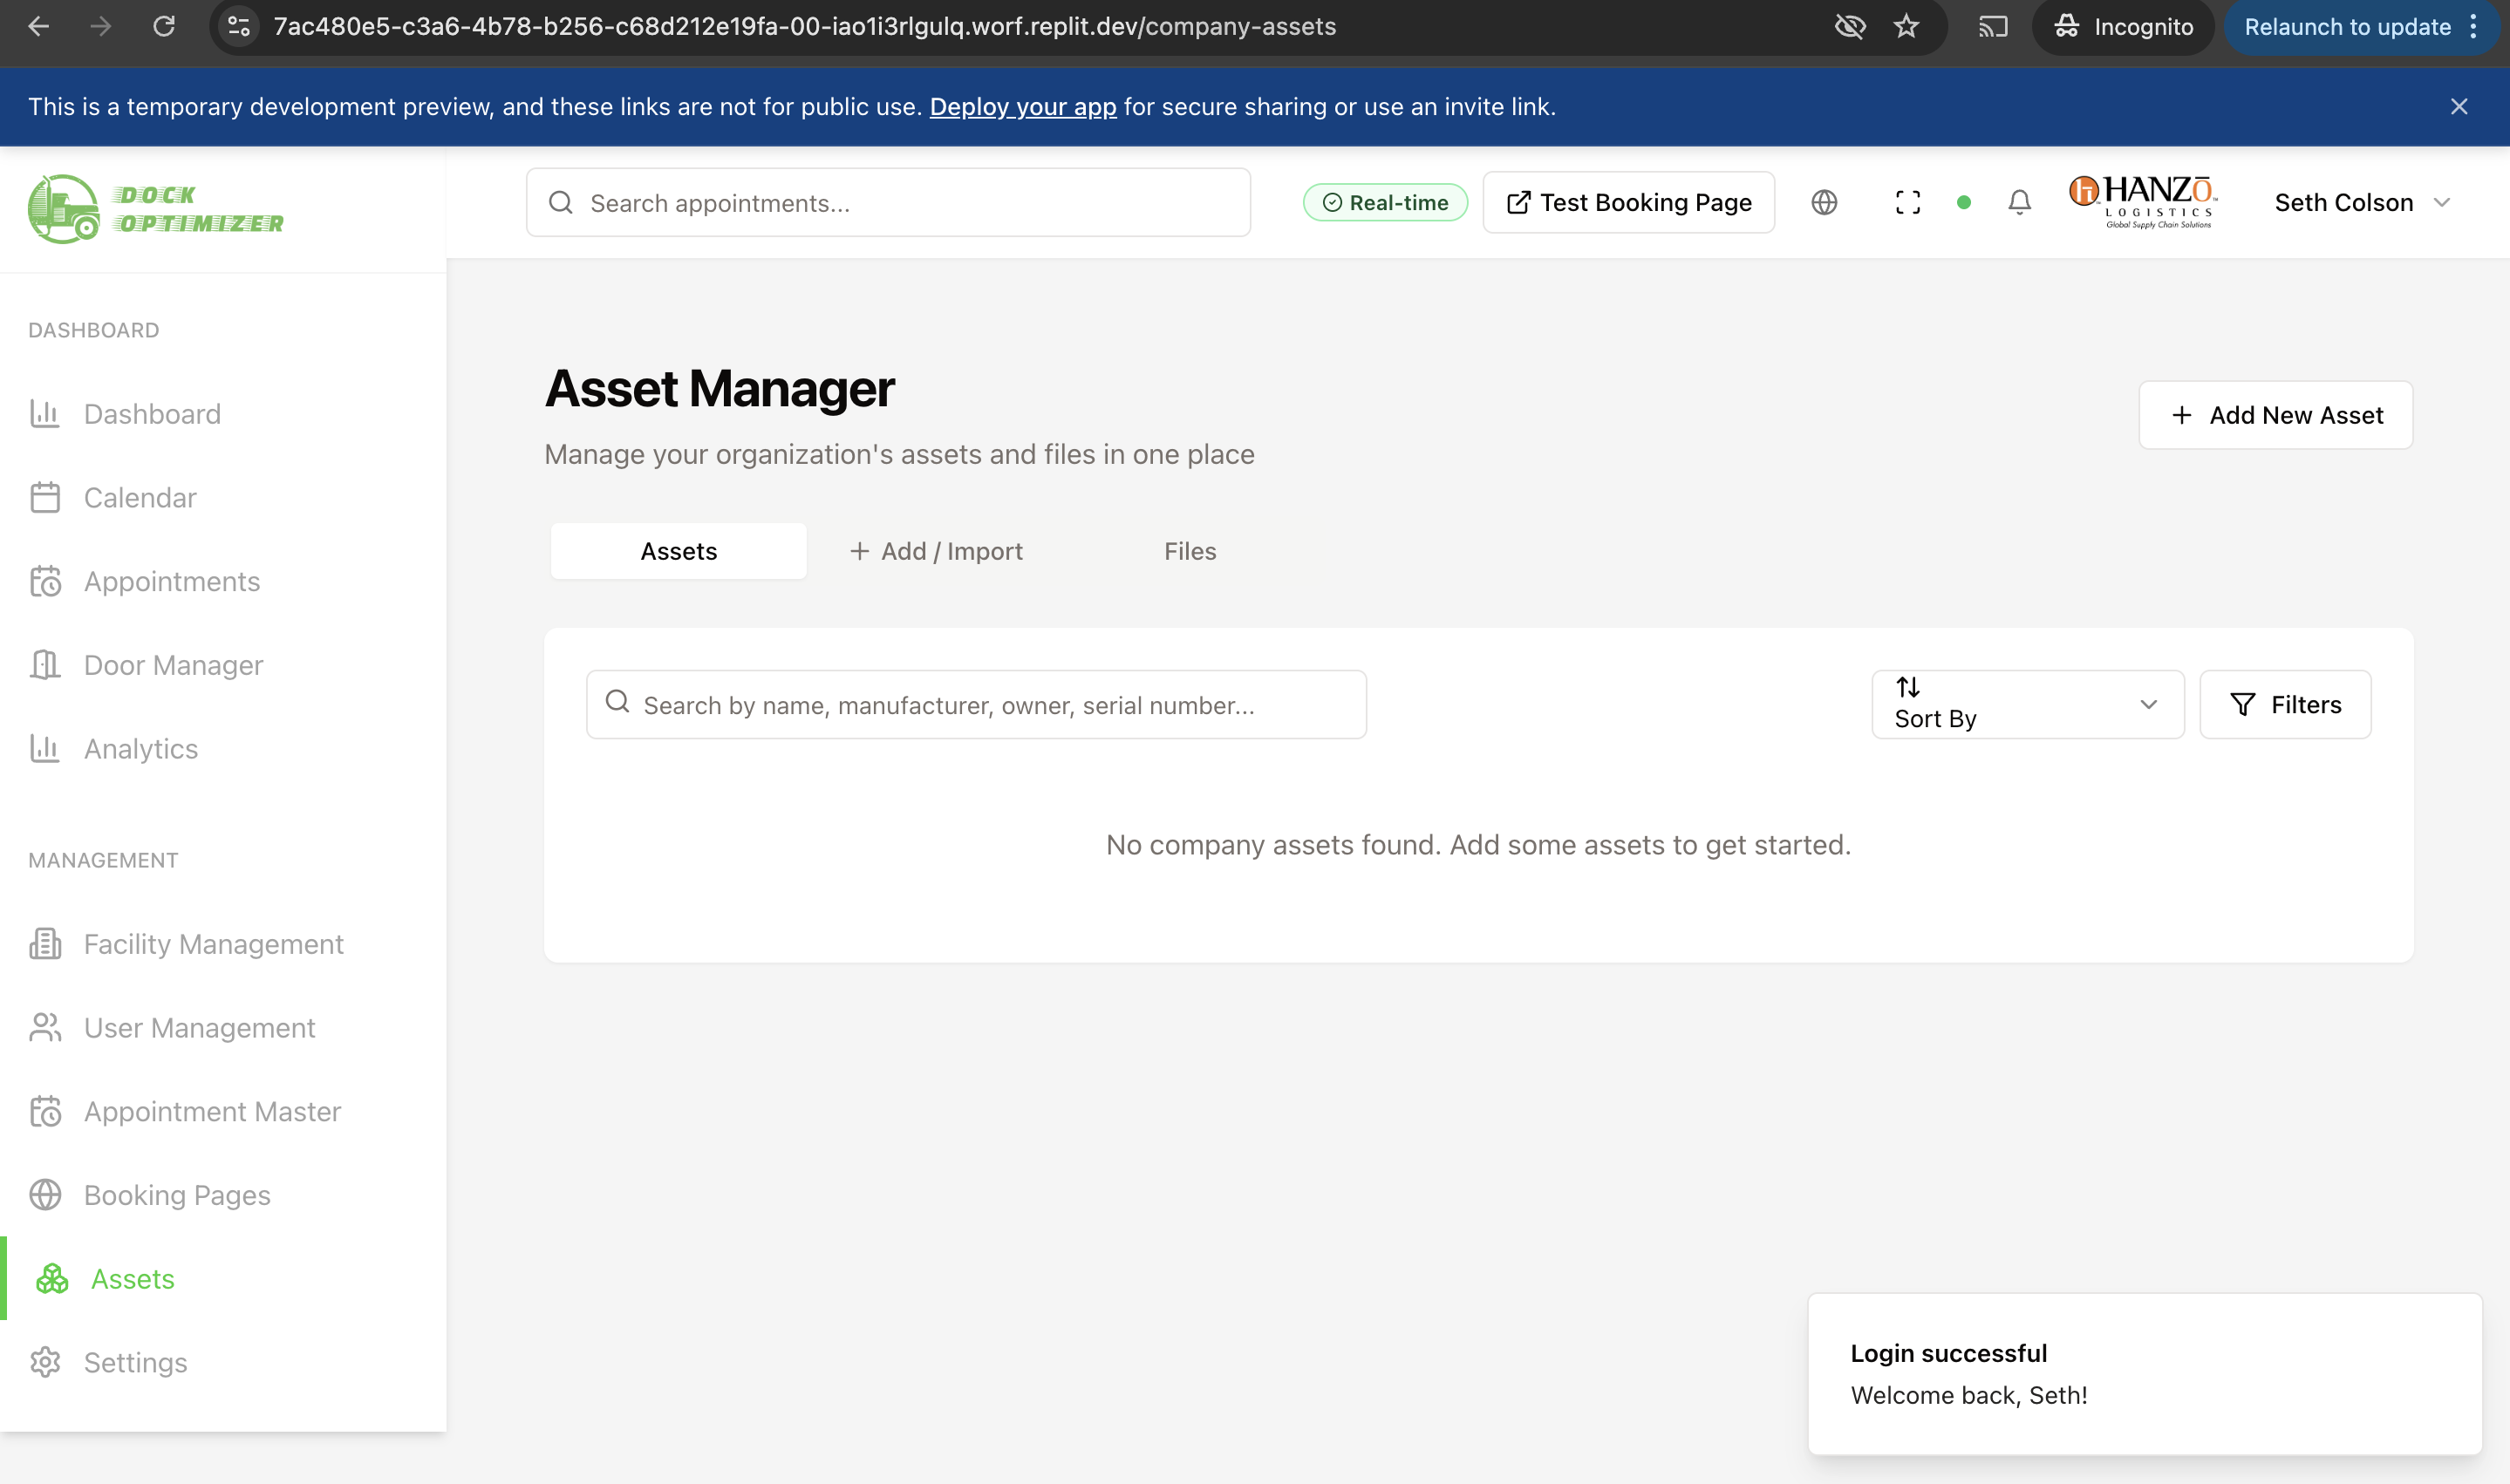 7ac480e5-c3a6-4b78-b256-c68d212e19fa-00-iao1i3rlgulq.worf.replit.dev/company-assets
Incognito
Relaunch to update
This is a temporary development preview, and these links are not for public use. Deploy your app for secure sharing or use an invite link.
DOCK
OPTIMIZER
Search appointments...
Real-time
Test Booking Page
HANZO
LOGISTICS
Global Supply Chain Solutions
Seth Colson
DASHBOARD
Dashboard
Calendar
Appointments
Door Manager
Analytics
MANAGEMENT
Facility Management
User Management
Appointment Master
Booking Pages
Assets
Settings
Asset Manager
Manage your organization's assets and files in one place
Add New Asset
Assets
Add / Import
Files
Search by name, manufacturer, owner, serial number...
Sort By
Filters
No company assets found. Add some assets to get started.
Login successful
Welcome back, Seth!